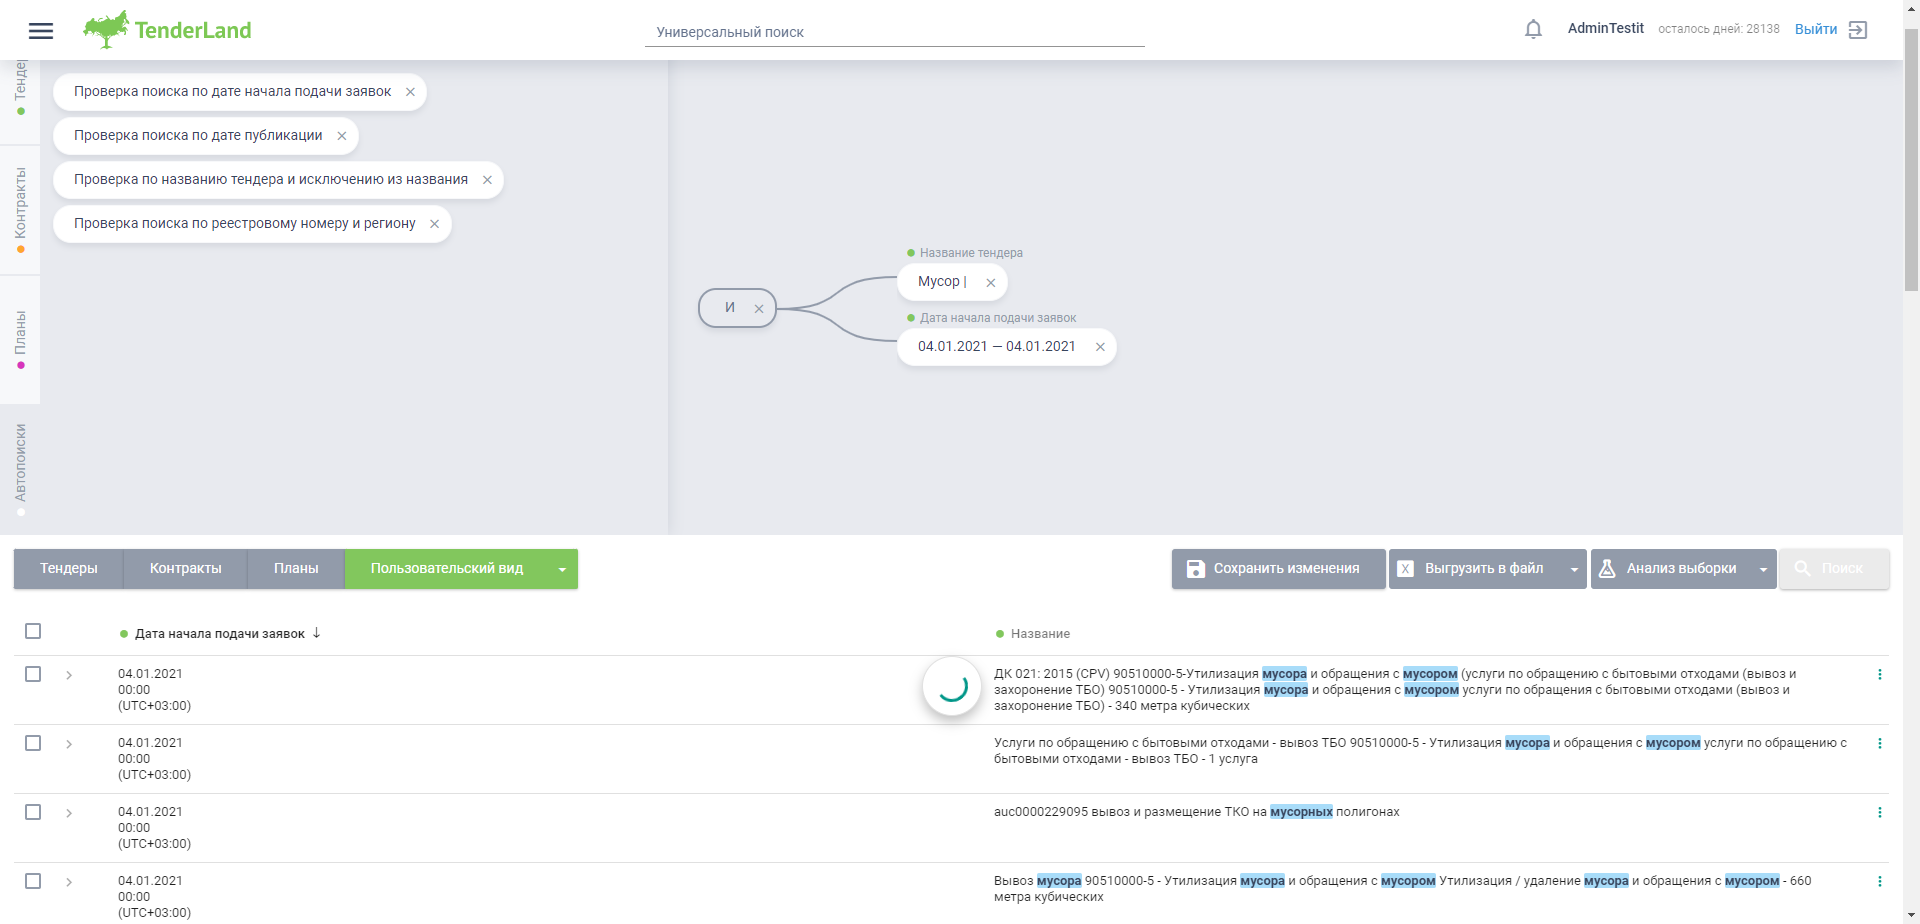 TenderLand
Универсальный поиск
AdminTestit
осталось дней: 28138
Выйти
Тендер
Контракты
Планы
Автопоиски
Проверка поиска по дате начала подачи заявок
Проверка поиска по дате публикации
Проверка по названию тендера и исключению из названия
Проверка поиска по реестровому номеру и региону
И
Название тендера
Мусор |
Дата начала подачи заявок
04.01.2021 — 04.01.2021
Тендеры
Контракты
Планы
Пользовательский вид
Сохранить изменения
Выгрузить в файл
Анализ выборки
Поиск
Дата начала подачи заявок
Название
04.01.2021
00:00
(UTC+03:00)
ДК 021: 2015 (CPV) 90510000-5-Утилизация мусора и обращения с мусором (услуги по обращению с бытовыми отходами (вывоз и
захоронение ТБО) 90510000-5 - Утилизация мусора и обращения с мусором услуги по обращения с бытовыми отходами (вывоз и
захоронение ТБО) - 340 метра кубических
04.01.2021
00:00
(UTC+03:00)
Услуги по обращению с бытовыми отходами - вывоз ТБО 90510000-5 - Утилизация мусора и обращения с мусором услуги по обращению с
бытовыми отходами - вывоз ТБО - 1 услуга
04.01.2021
00:00
(UTC+03:00)
auc0000229095 вывоз и размещение ТКО на мусорных полигонах
04.01.2021
00:00
(UTC+03:00)
Вывоз мусора 90510000-5 - Утилизация мусора и обращения с мусором Утилизация / удаление мусора и обращения с мусором - 660
метра кубических